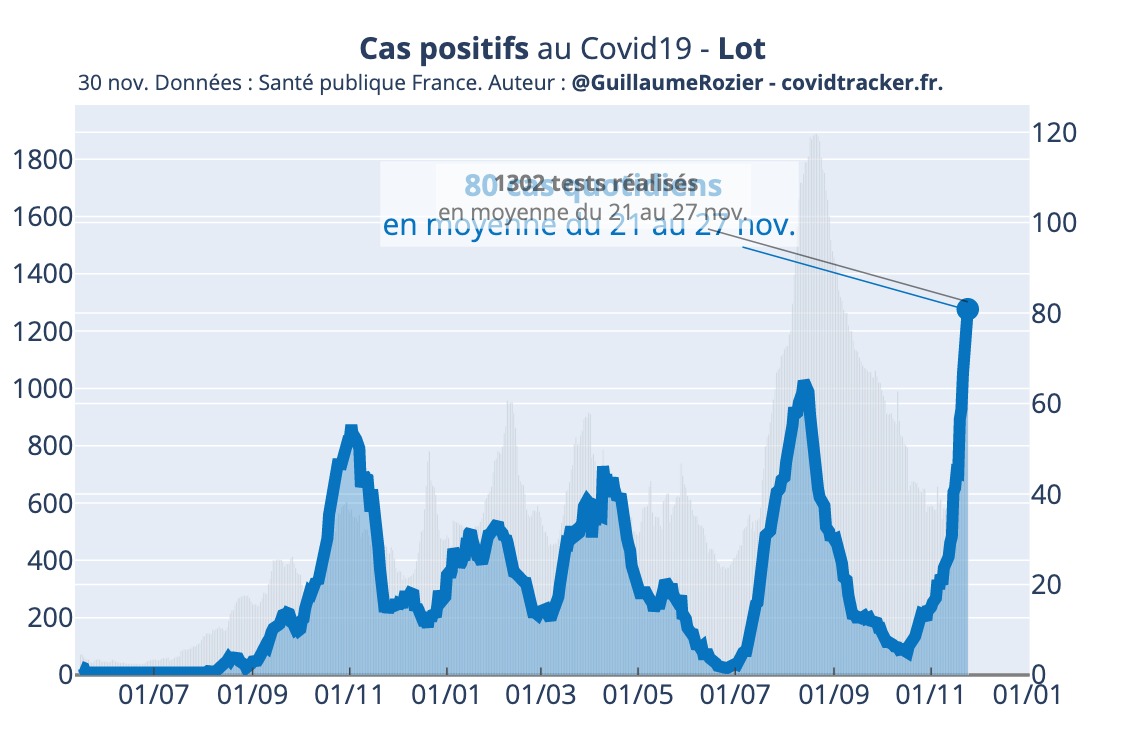 Cas positifs au Covid19 - Lot
30 nov. Données : Santé publique France. Auteur : @GuillaumeRozier - covidtracker.fr.
80 cas quotidiens
en moyenne du 21 au 27 nov.
1302 tests réalisés
en moyenne du 21 au 27 nov.
1800
1600
1400
1200
1000
800
600
400
200
0
120
100
80
60
40
20
0
01/07 01/09 01/11 01/01 01/03 01/05 01/07 01/09 01/11 01/01